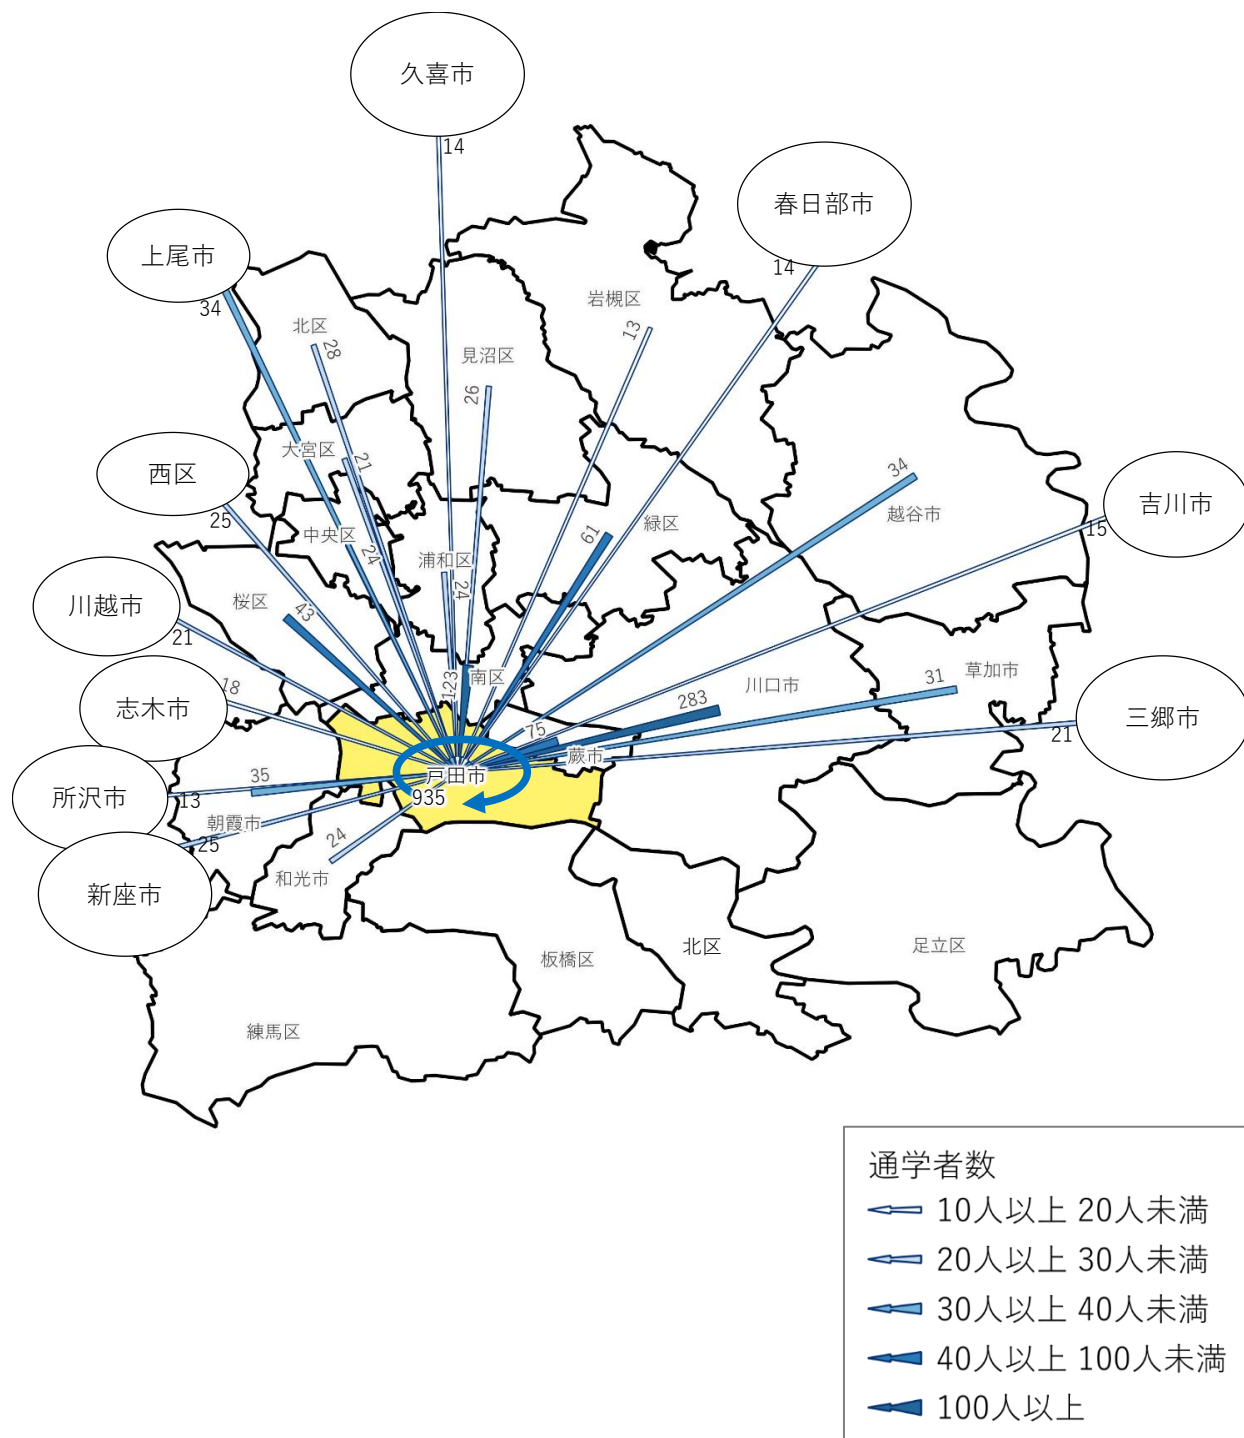 久喜市
14
春日部市
14
上尾市
34
岩槻区
13
北区
28
見沼区
26
大宮区
21
西区
25
中央区
24
浦和区
24
緑区
61
越谷市
34
吉川市
15
川越市
21
桜区
43
志木市
18
南区
123
川口市
283
草加市
31
三郷市
21
75
蕨市
戸田市
935
所沢市
13
35
朝霞市
25
新座市
24
和光市
板橋区
北区
足立区
練馬区
通学者数
10人以上 20人未満
20人以上 30人未満
30人以上 40人未満
40人以上 100人未満
100人以上